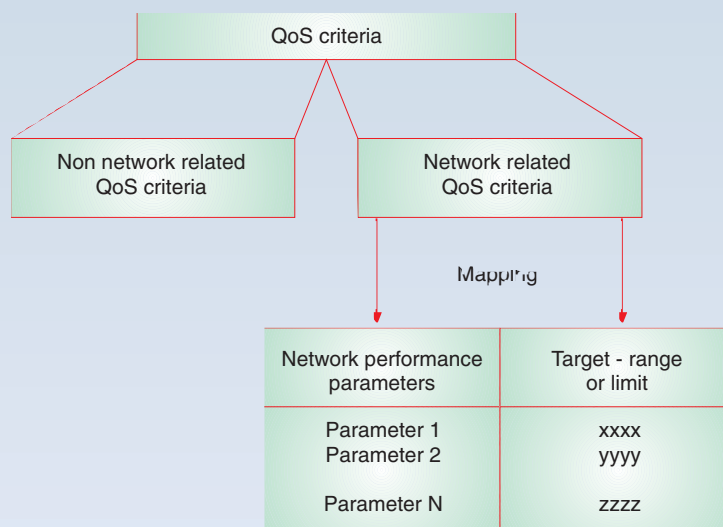 QoS criteria
Non network related
QoS criteria
Network related
QoS criteria
Mapping
Network performance
parameters
Target - range
or limit
Parameter 1
xxxx
Parameter 2
yyyy
Parameter N
zzzz